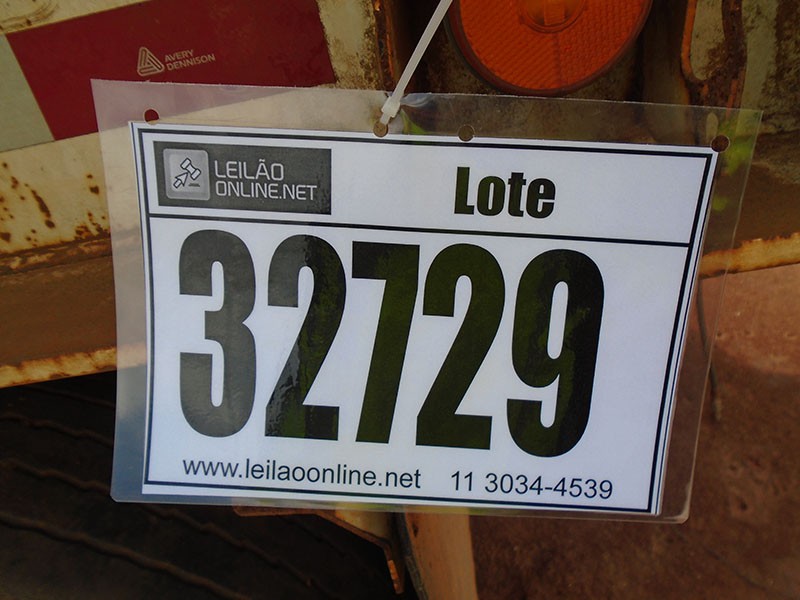 AVERY
DENNISON
LEILÃO
ONLINE.NET
Lote
32729
www.leilaoonline.net 11 3034-4539